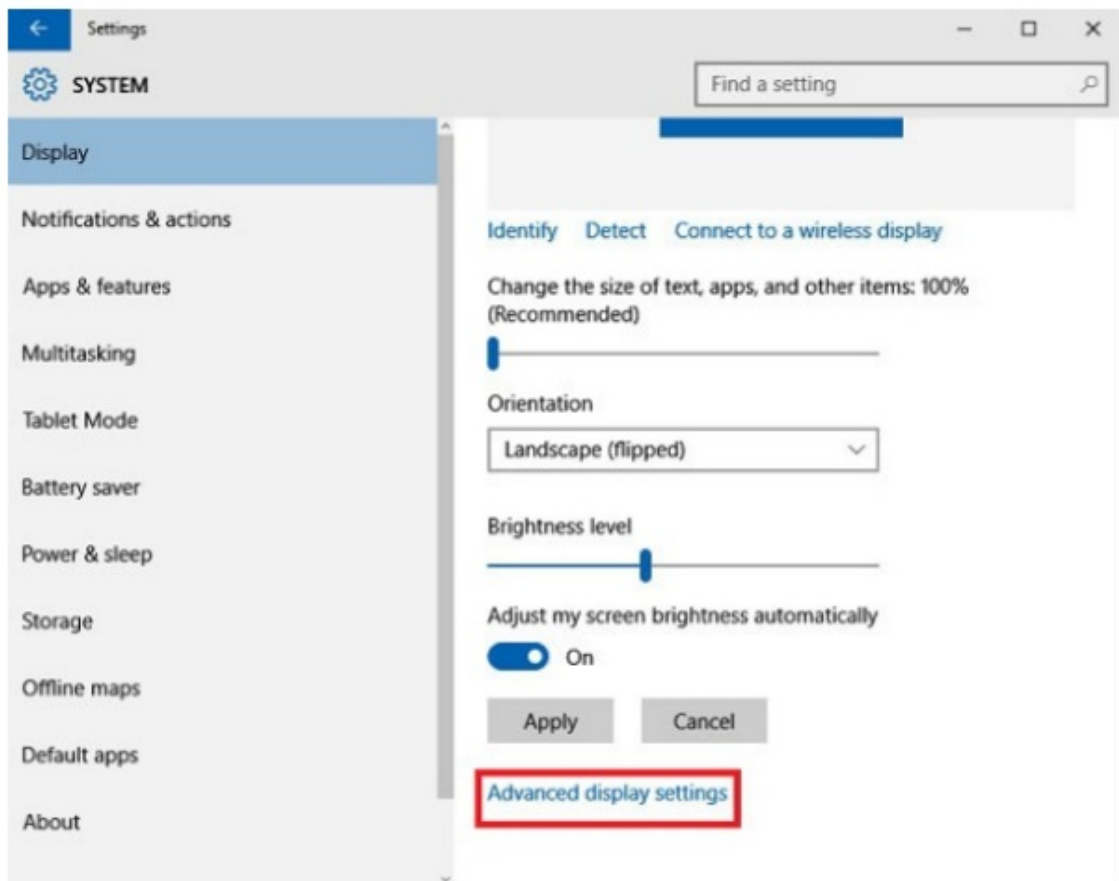 Settings
SYSTEM
Find a setting
Display
Notifications & actions
Apps & features
Multitasking
Tablet Mode
Battery saver
Power & sleep
Storage
Offline maps
Default apps
About
Identify Detect Connect to a wireless display
Change the size of text, apps, and other items: 100%
(Recommended)
Orientation
Landscape (flipped)
Brightness level
Adjust my screen brightness automatically
On
Apply Cancel
Advanced display settings